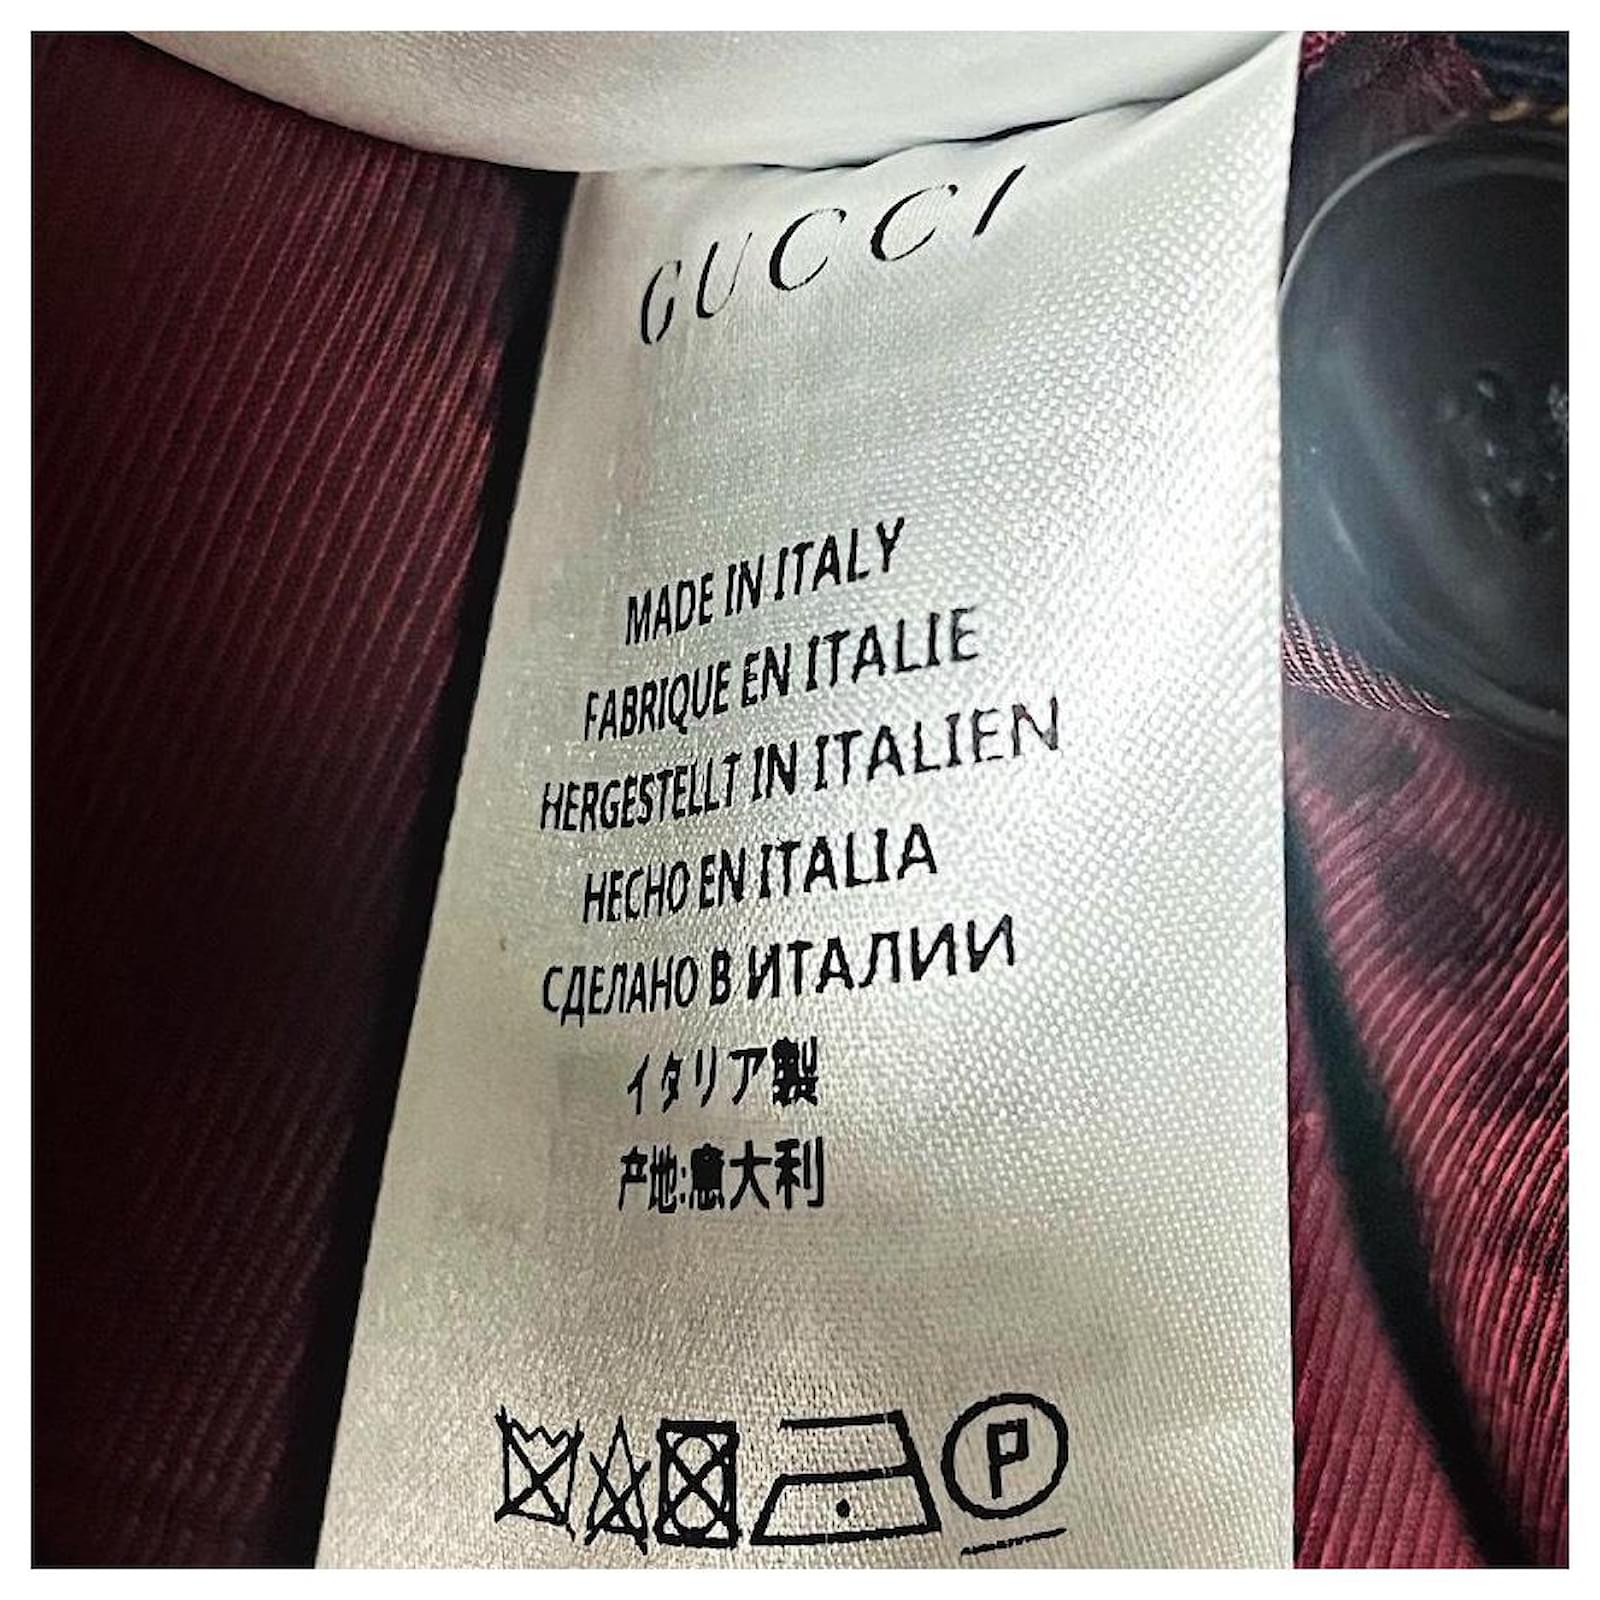 GUCCI
MADE IN ITALY
FABRIQUE EN ITALIE
HERGESTELLT IN ITALIEN
HECHO EN ITALIA
СДЕЛАНО В ИТАЛИИ
イタリア製
产地:意大利
P